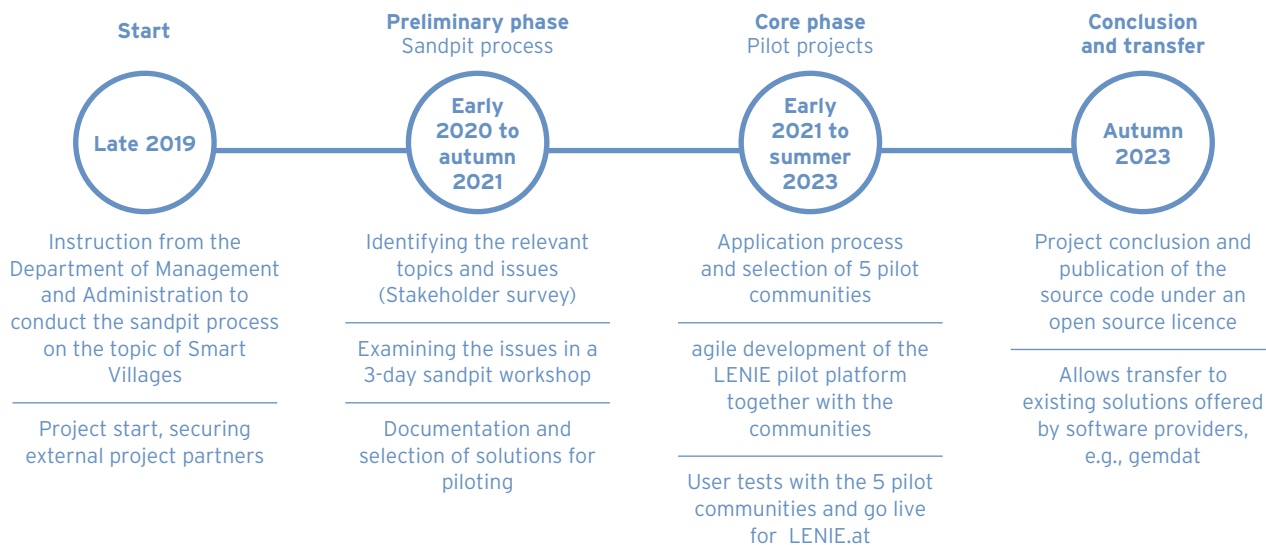 Start
Late 2019
Instruction from the
Department of Management
and Administration to
conduct the sandpit process
on the topic of Smart
Villages
Project start, securing
external project partners
Preliminary phase
Sandpit process
Early
2020 to
autumn
2021
Identifying the relevant
topics and issues
(Stakeholder survey)
Examining the issues in a
3-day sandpit workshop
Documentation and
selection of solutions for
piloting
Core phase
Pilot projects
Early
2021 to
summer
2023
Application process
and selection of 5 pilot
communities
agile development of the
LENIE pilot platform
together with the
communities
User tests with the 5 pilot
communities and go live
for LENIE.at
Conclusion
and transfer
Autumn
2023
Project conclusion and
publication of the
source code under an
open source licence
Allows transfer to
existing solutions offered
by software providers,
e.g., gemdat